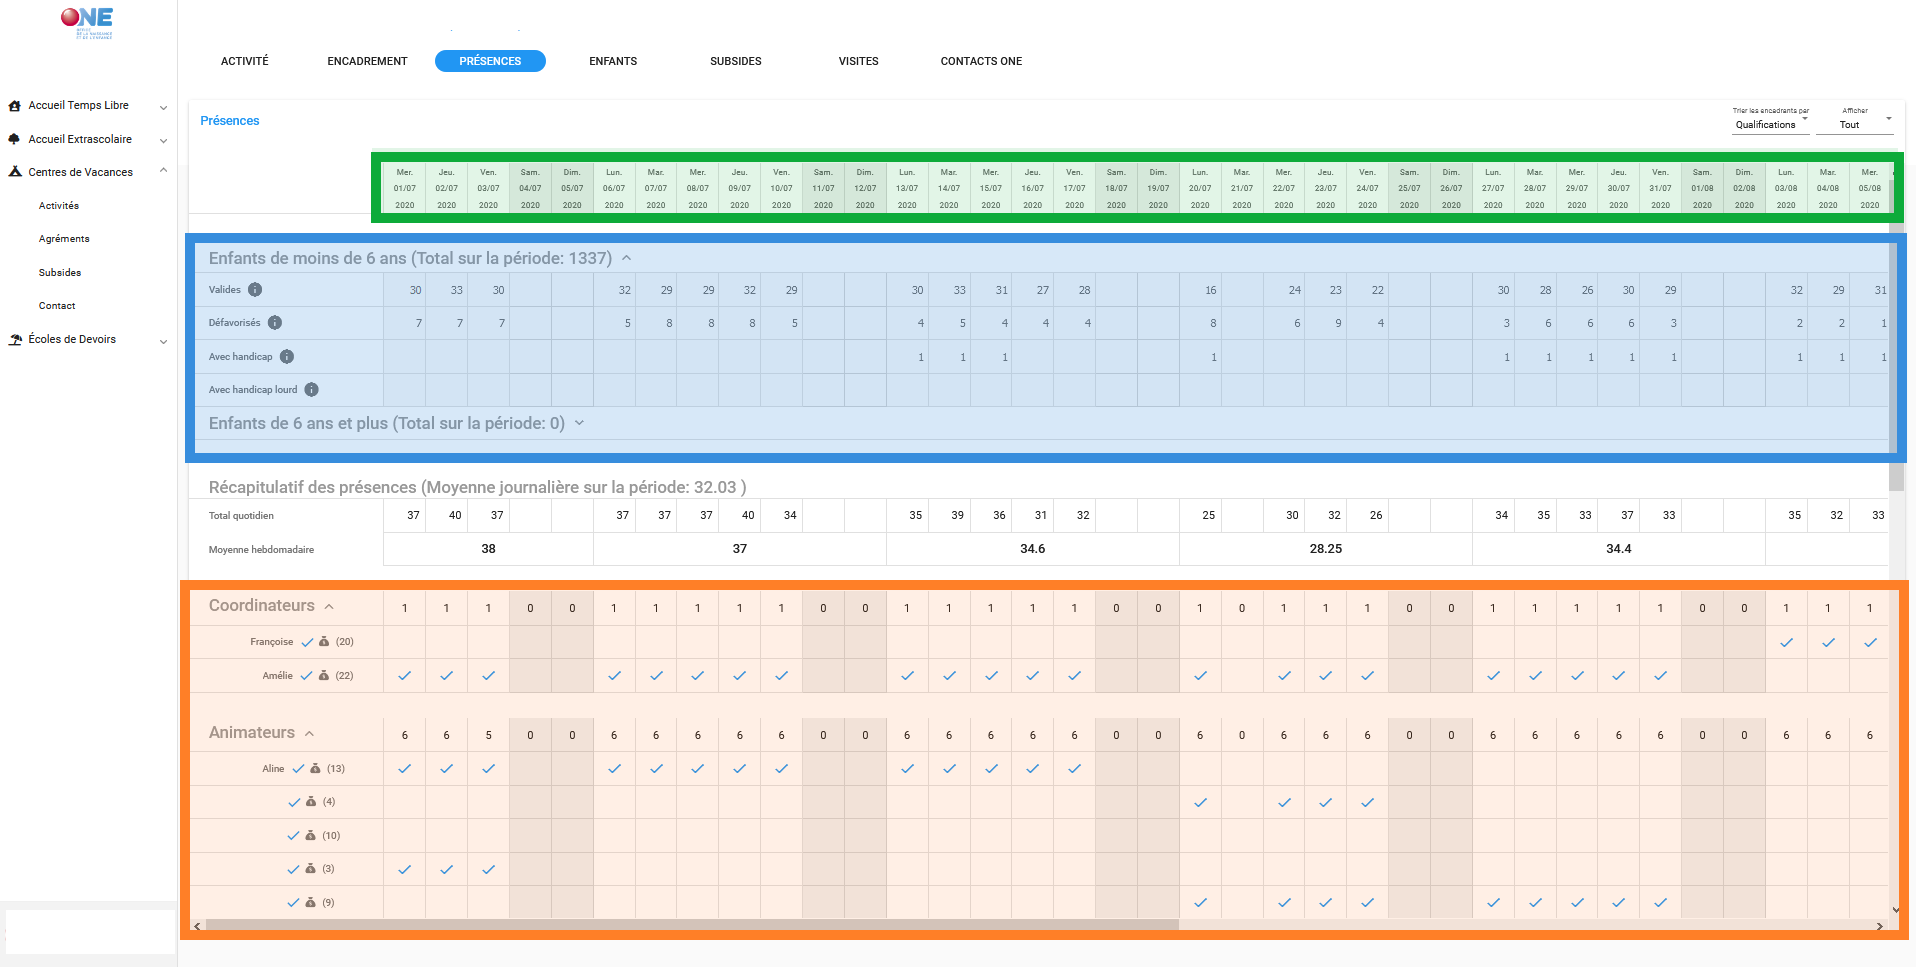 ONE
OFFICE
DE LA NAISSANCE
ET DE L'ENFANCE
ACTIVITÉ ENCADREMENT PRÉSENCES ENFANTS SUBSIDES VISITES CONTACTS ONE
Accueil Temps Libre
Accueil Extrascolaire
Centres de Vacances
Activités
Agréments
Subsides
Contact
Écoles de Devoirs
Présences
Trier les encadrants par Afficher
Qualifications Tout
Mer. Jeu. Ven. Sam. Dim. Lun. Mar. Mer. Jeu. Ven. Sam. Dim. Lun. Mar. Mer. Jeu. Ven. Sam. Dim. Lun. Mar. Mer. Jeu. Ven. Sam. Dim. Lun. Mar. Mer. Jeu. Ven. Sam. Dim. Lun. Mar. Mer.
01/07 02/07 03/07 04/07 05/07 06/07 07/07 08/07 09/07 10/07 11/07 12/07 13/07 14/07 15/07 16/07 17/07 18/07 19/07 20/07 21/07 22/07 23/07 24/07 25/07 26/07 27/07 28/07 29/07 30/07 31/07 01/08 02/08 03/08 04/08 05/08
2020 2020 2020 2020 2020 2020 2020 2020 2020 2020 2020 2020 2020 2020 2020 2020 2020 2020 2020 2020 2020 2020 2020 2020 2020 2020 2020 2020 2020 2020 2020 2020 2020 2020 2020 2020
Enfants de moins de 6 ans (Total sur la période: 1337)
Valides 30 33 30 32 29 29 32 29 30 33 31 27 28 16 24 23 22 30 28 26 30 29 32 29 31
Défavorisés 7 7 7 5 8 8 8 5 4 5 4 4 4 8 6 9 4 3 6 6 6 3 2 2 1
Avec handicap 1 1 1 1 1 1 1 1 1 1 1 1
Avec handicap lourd
Enfants de 6 ans et plus (Total sur la période: 0)
Récapitulatif des présences (Moyenne journalière sur la période: 32.03 )
Total quotidien 37 40 37 37 37 37 40 34 35 39 36 31 32 25 30 32 26 34 35 33 37 33 35 32 33
Moyenne hebdomadaire 38 37 34.6 28.25 34.4
Coordinateurs 1 1 1 0 0 1 1 1 1 1 0 0 1 1 1 1 1 0 0 1 0 1 1 1 0 0 1 1 1 1 1 0 0 1 1 1
Françoise (20)
Amélie (22)
Animateurs 6 6 5 0 0 6 6 6 6 6 0 0 6 6 6 6 6 0 0 6 0 6 6 6 0 0 6 6 6 6 6 0 0 6 6 6
Aline (13)
(4)
(10)
(3)
(9)